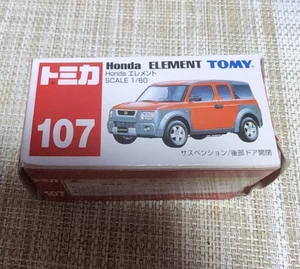 トミカ
Honda ELEMENT TOMY
Honda エレメント
SCALE 1/60
107
サスペンション/後部ドア開閉
107